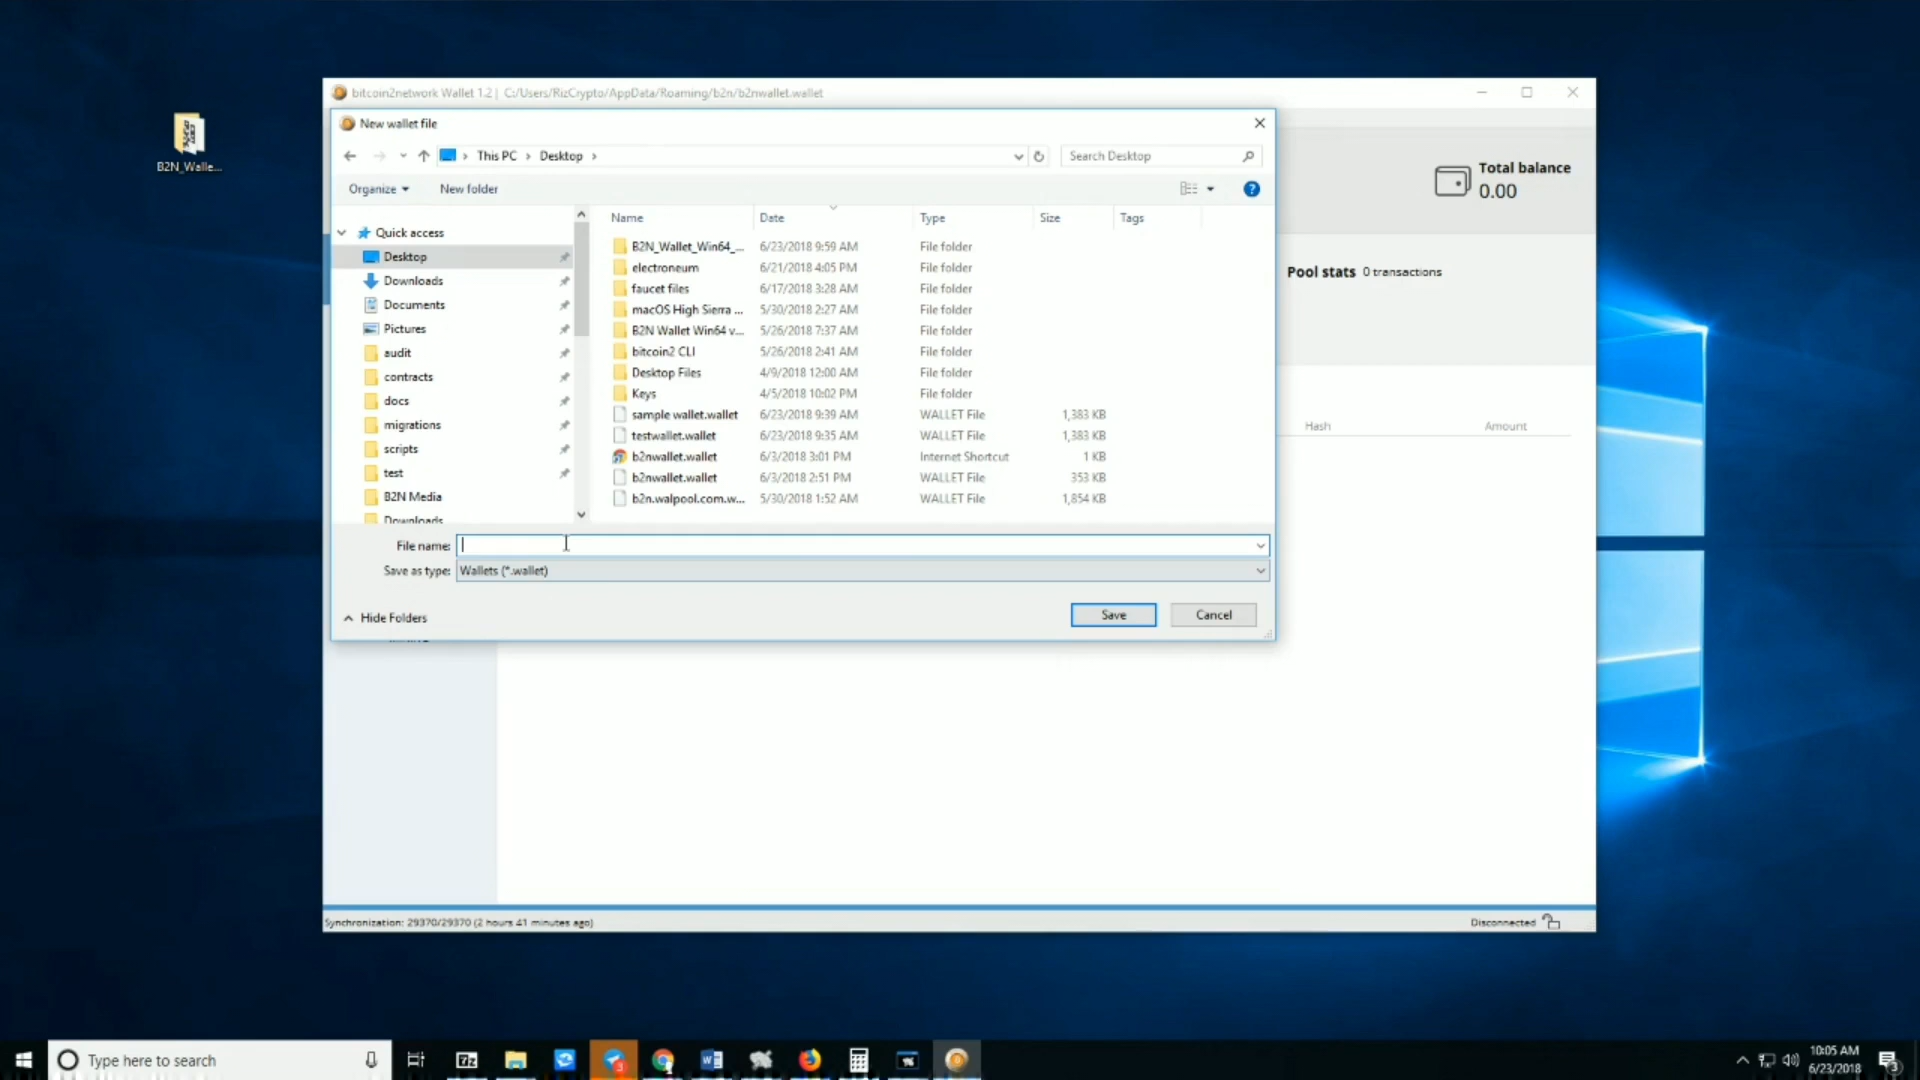 B2N_Walle...
bitcoin2network Wallet 1.2 | C:/Users/RizCrypto/AppData/Roaming/b2n/b2nwallet.wallet
New wallet file
This PC > Desktop >
Search Desktop
Organize
New folder
Total balance
0.00
Name Date Type Size Tags
Quick access
Desktop
Downloads
Documents
Pictures
audit
contracts
docs
migrations
scripts
test
B2N Media
Downloads
B2N_Wallet_Win64_... 6/23/2018 9:59 AM File folder
electroneum 6/21/2018 4:05 PM File folder
faucet files 6/17/2018 3:28 AM File folder
macOS High Sierra ... 5/30/2018 2:27 AM File folder
B2N Wallet Win64 v... 5/26/2018 7:37 AM File folder
bitcoin2 CLI 5/26/2018 2:41 AM File folder
Desktop Files 4/9/2018 12:00 AM File folder
Keys 4/5/2018 10:02 PM File folder
sample wallet.wallet 6/23/2018 9:39 AM WALLET File 1,383 KB
testwallet.wallet 6/23/2018 9:35 AM WALLET File 1,383 KB
b2nwallet.wallet 6/3/2018 3:01 PM Internet Shortcut 1 KB
b2nwallet.wallet 6/3/2018 2:51 PM WALLET File 353 KB
b2n.walpool.com.w... 5/30/2018 1:52 AM WALLET File 1,854 KB
Pool stats 0 transactions
Hash Amount
File name:
Save as type: Wallets (*.wallet)
Hide Folders
Save
Cancel
Synchronization: 29370/29370 (2 hours 41 minutes ago)
Disconnected
Type here to search
7z
3
10:05 AM
6/23/2018
3